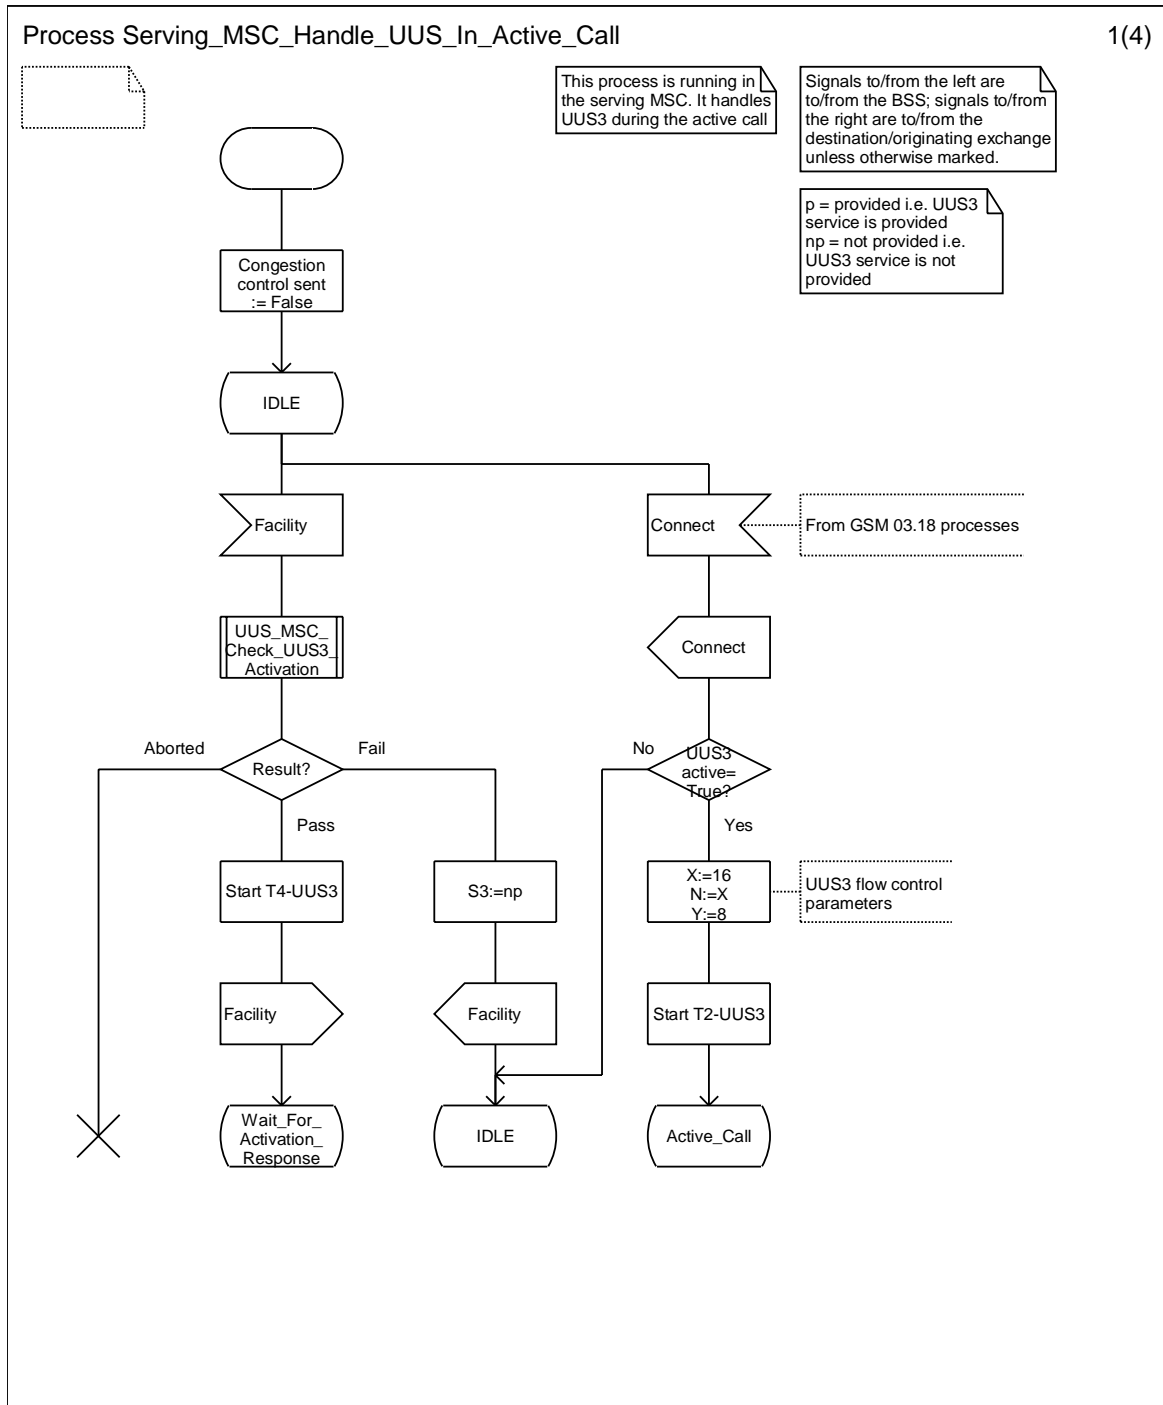 Process Serving_MSC_Handle_UUS_In_Active_Call
1(4)
This process is running in
the serving MSC. It handles
UUS3 during the active call
Signals to/from the left are
to/from the BSS; signals to/from
the right are to/from the
destination/originating exchange
unless otherwise marked.
p = provided i.e. UUS3
service is provided
np = not provided i.e.
UUS3 service is not
provided
Congestion
control sent
:= False
IDLE
Facility
Connect
From GSM 03.18 processes
UUS_MSC_
Check_UUS3_
Activation
Connect
Aborted
Result?
Fail
Pass
No
UUS3
active=
True?
Yes
Start T4-UUS3
S3:=np
X:=16
N:=X
Y:=8
UUS3 flow control
parameters
Facility
Facility
Start T2-UUS3
Wait_For_
Activation_
Response
IDLE
Active_Call